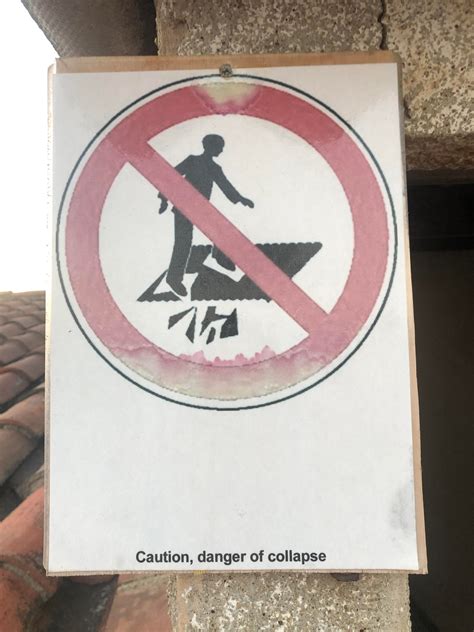 Caution, danger of collapse